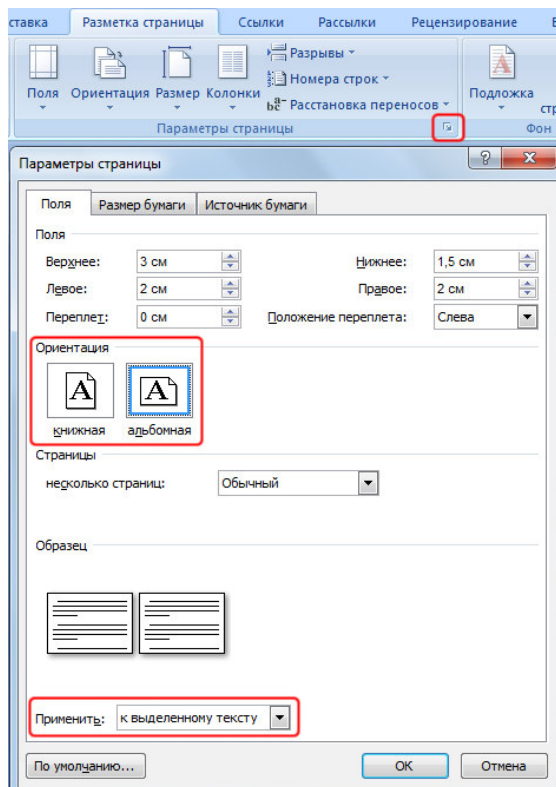 ставка Разметка страницы Ссылки Рассылки Рецензирование
Разрывы
Номера строк
Поля Ориентация Размер Колонки
Расстановка переносов
Подложка
стр
Параметры страницы Фон
Параметры страницы
Поля Размер бумаги Источник бумаги
Поля
Верхнее: 3 см Нижнее: 1,5 см
Левое: 2 см Правое: 2 см
Переплет: 0 см Положение переплета: Слева
Ориентация
A A
книжная альбомная
Страницы
несколько страниц: Обычный
Образец
Применить: к выделенному тексту
По умолчанию... ОК Отмена